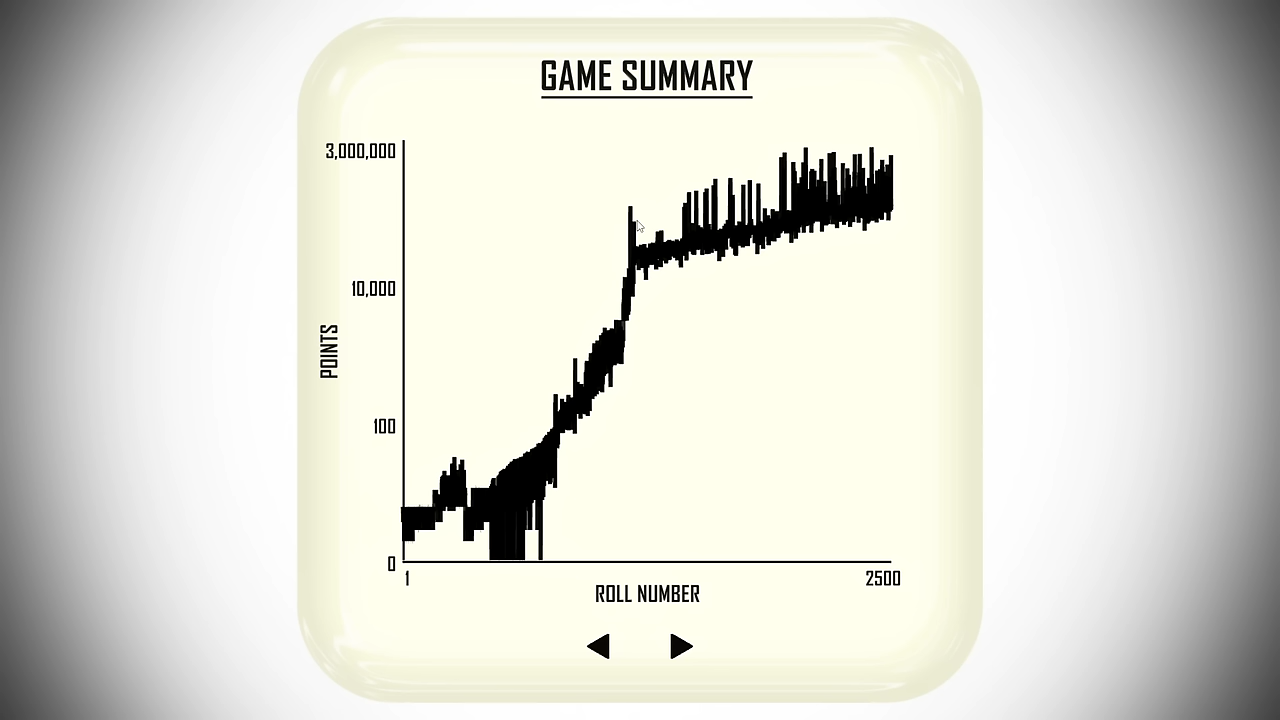 GAME SUMMARY
3,000,000
10,000
100
0
POINTS
1
2500
ROLL NUMBER